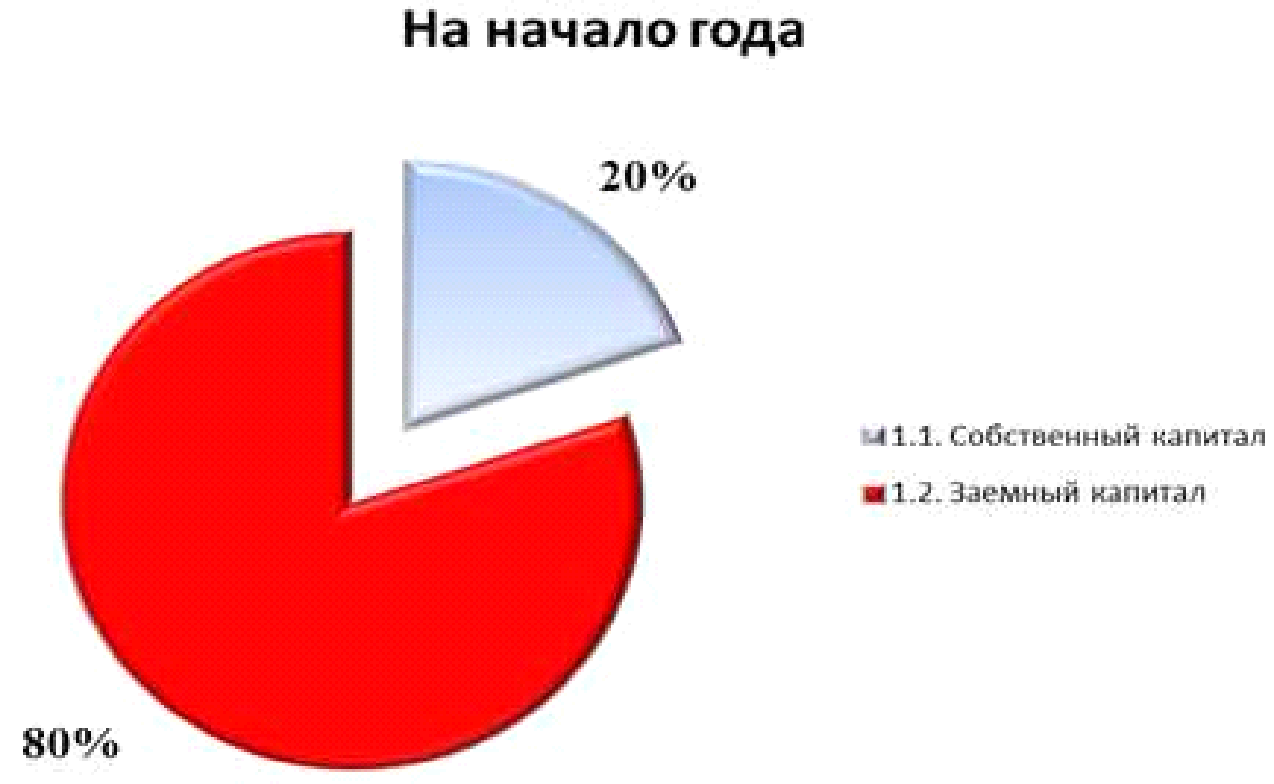 На начало года
20%
1.1. Собственный капитал
1.2. Заемный капитал
80%